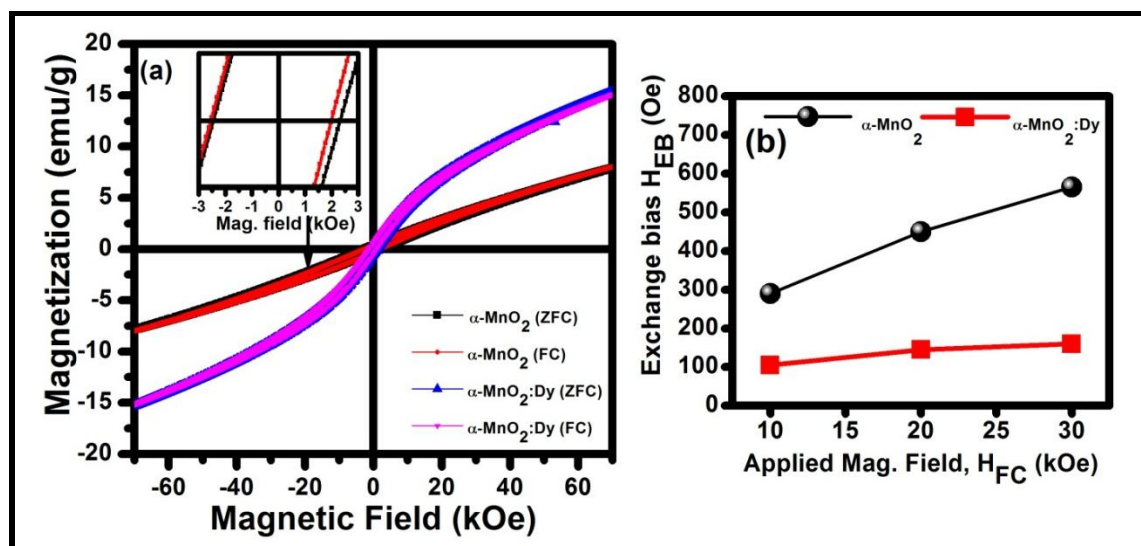 (a)
Magnetization (emu/g)
20
15
10
5
0
-5
-10
-15
-20
-3 -2 -1 0 1 2 3
Mag. field (kOe)
α-MnO2 (ZFC)
α-MnO2 (FC)
α-MnO2:Dy (ZFC)
α-MnO2:Dy (FC)
-60 -40 -20 0 20 40 60
Magnetic Field (kOe)
(b)
Exchange bias HEB (Oe)
800
700
600
500
400
300
200
100
0
α-MnO2
α-MnO2:Dy
10 15 20 25 30
Applied Mag. Field, HFC (kOe)